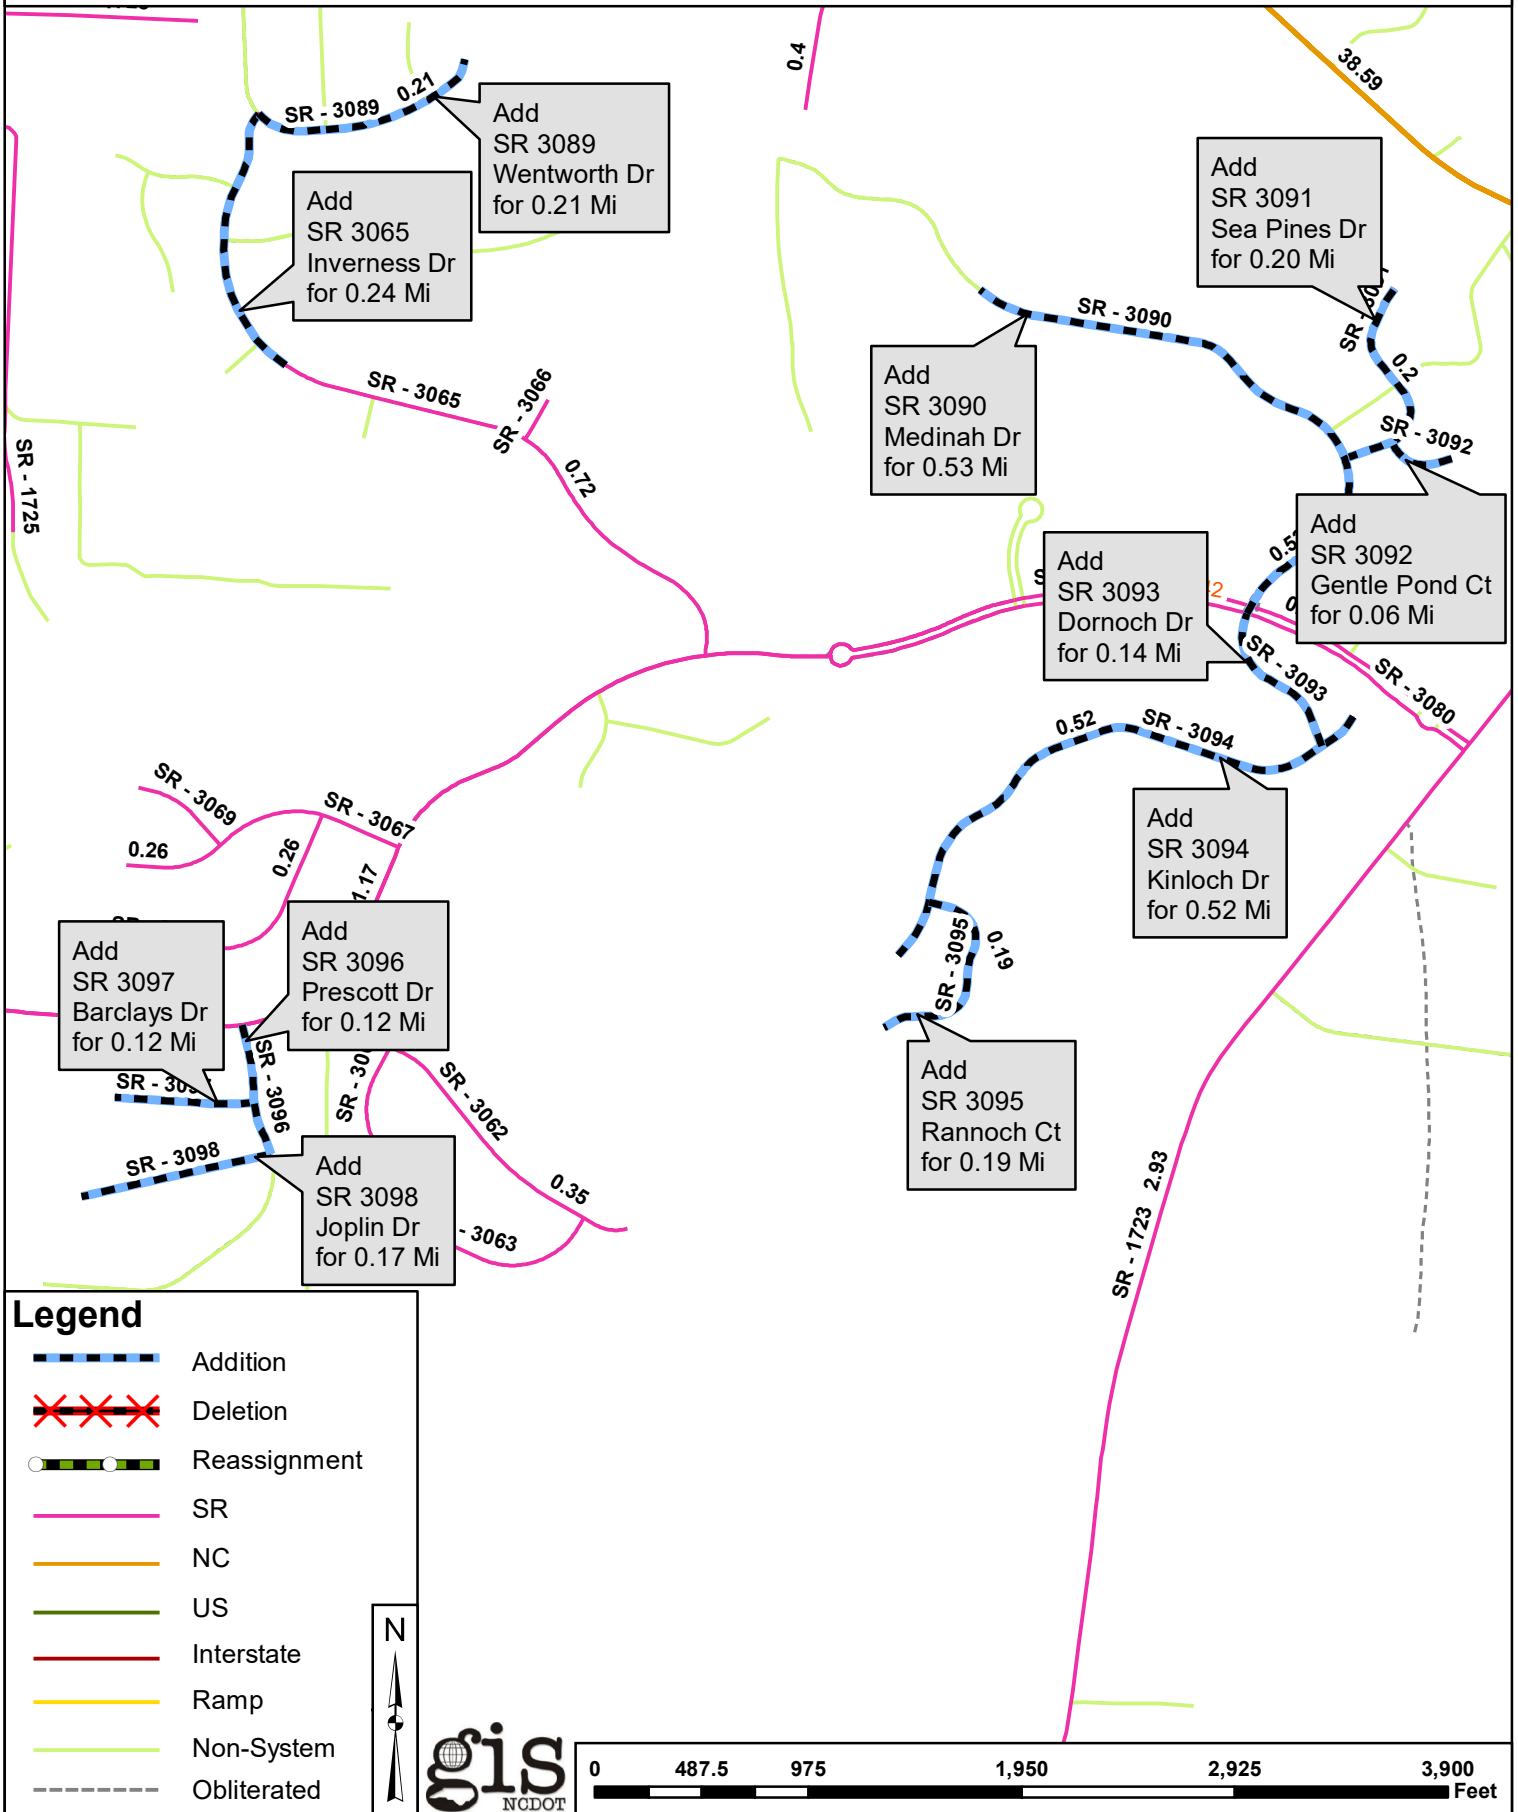 0.4
38.59
SR - 3089
0.21
Add
SR 3089
Wentworth Dr
for 0.21 Mi
Add
SR 3065
Inverness Dr
for 0.24 Mi
Add
SR 3091
Sea Pines Dr
for 0.20 Mi
SR - 3090
0.2
SR - 3092
Add
SR 3090
Medinah Dr
for 0.53 Mi
SR - 3065
SR - 3066
0.72
SR - 1725
Add
SR 3092
Gentle Pond Ct
for 0.06 Mi
Add
SR 3093
Dornoch Dr
for 0.14 Mi
SR - 3093
SR - 3080
0.52
SR - 3094
Add
SR 3094
Kinloch Dr
for 0.52 Mi
SR - 3069
SR - 3067
0.26
0.26
1.17
SR - 3095
0.19
Add
SR 3097
Barclays Dr
for 0.12 Mi
Add
SR 3096
Prescott Dr
for 0.12 Mi
SR - 3096
SR - 3062
Add
SR 3095
Rannoch Ct
for 0.19 Mi
SR - 3098
Add
SR 3098
Joplin Dr
for 0.17 Mi
0.35
- 3063
SR - 1723 2.93
Legend
Addition
Deletion
Reassignment
SR
NC
US
Interstate
Ramp
Non-System
Obliterated
N
gis
NCDOT
0 487.5 975 1,950 2,925 3,900
Feet